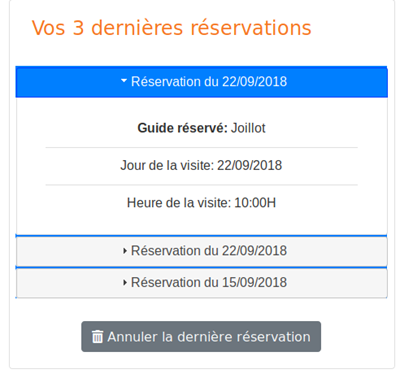 Vos 3 dernières réservations
Réservation du 22/09/2018
Guide réservé: Joillot
Jour de la visite: 22/09/2018
Heure de la visite: 10:00H
Réservation du 22/09/2018
Réservation du 15/09/2018
Annuler la dernière réservation